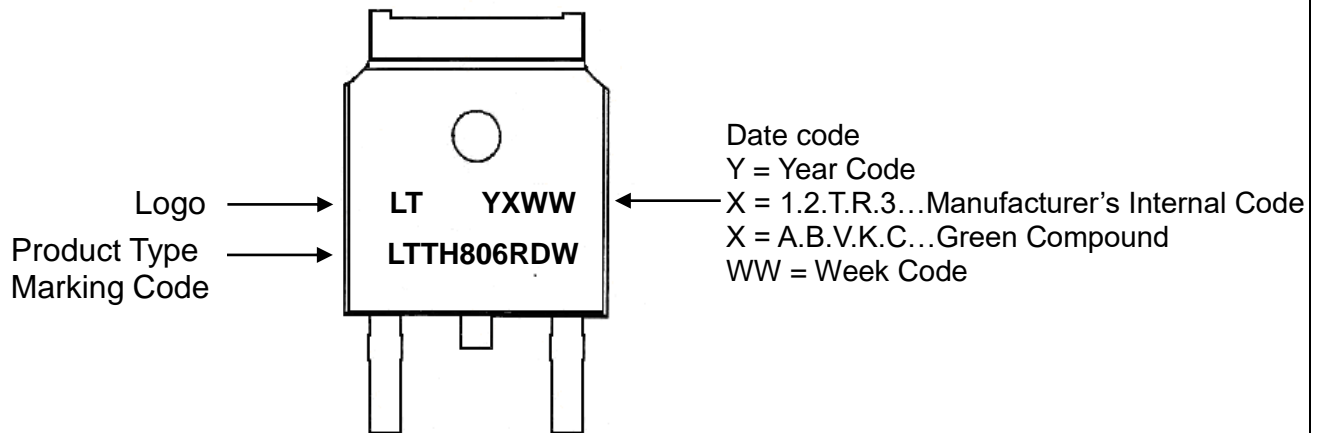 Logo
Product Type
Marking Code
LT YXWW
LTTH806RDW
Date code
Y = Year Code
X = 1.2.T.R.3...Manufacturer's Internal Code
X = A.B.V.K.C...Green Compound
WW = Week Code